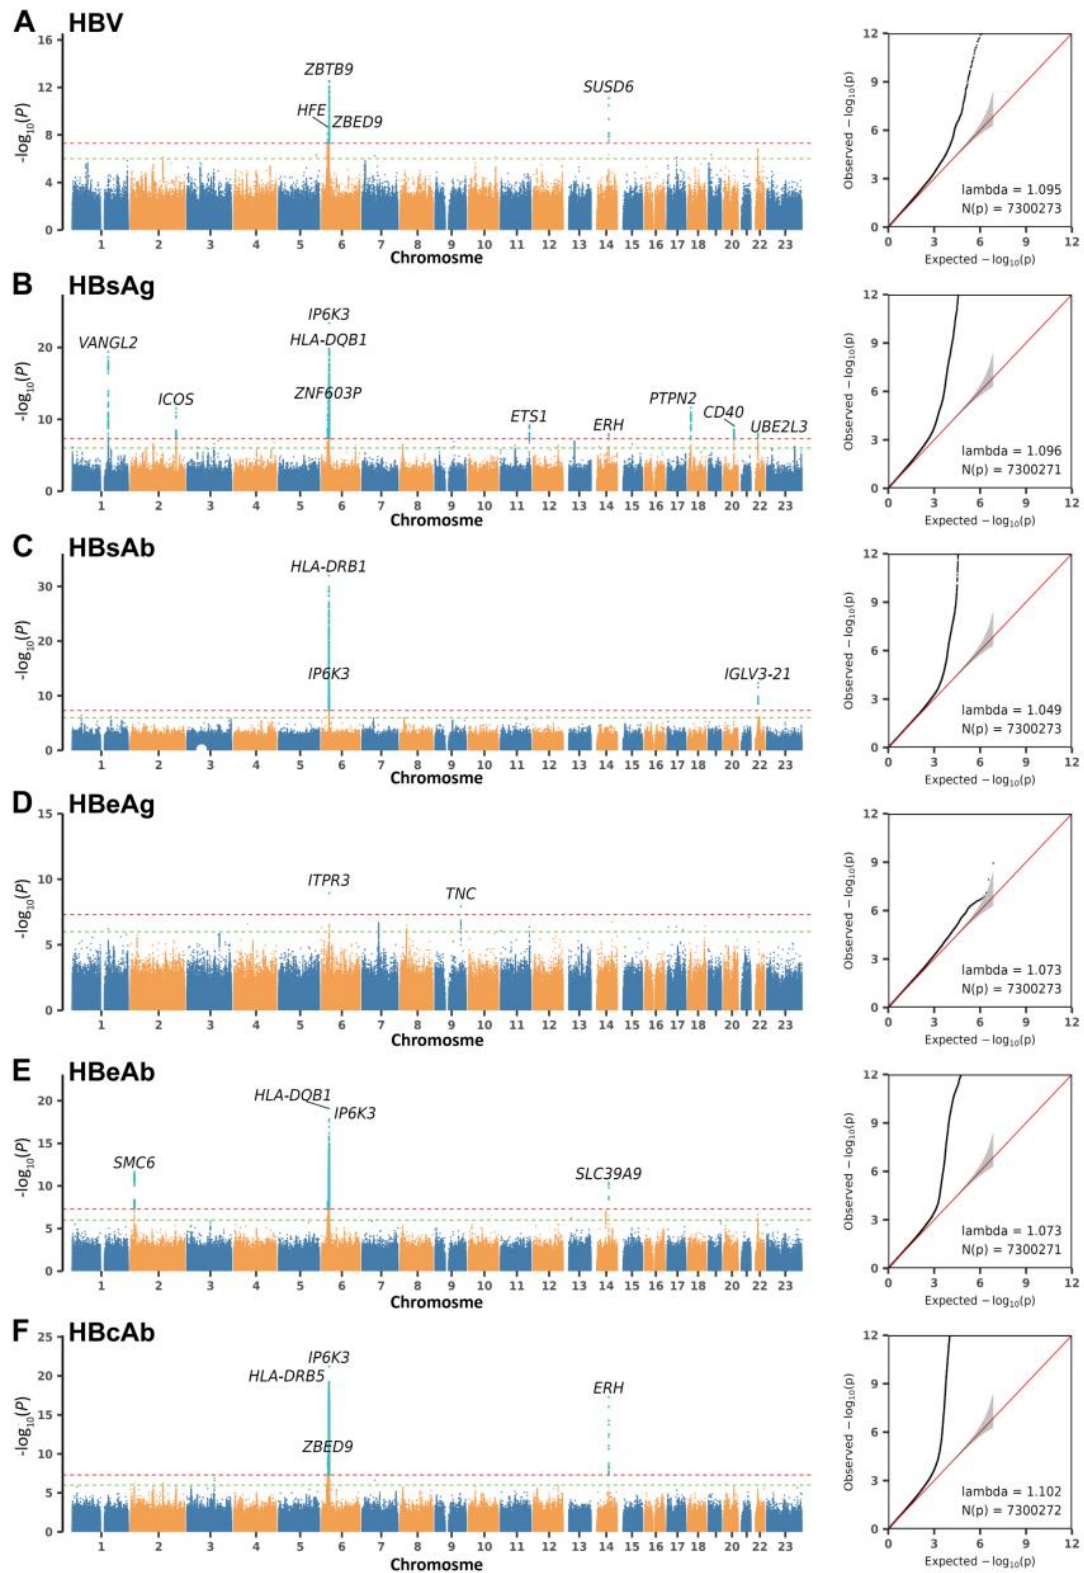 A HBV
16
12
8
4
0
-log10(P)
ZBTB9
HFE
ZBED9
SUSD6
1 2 3 4 5 6 7 8 9 10 11 12 13 14 15 16 17 18 20 22 23
Chromosme
12
9
6
3
0
Observed − log10(p)
lambda = 1.095
N(p) = 7300273
0 3 6 9 12
Expected − log10(p)
B HBsAg
20
10
0
-log10(P)
VANGL2
ICOS
IP6K3
HLA-DQB1
ZNF603P
ETS1
ERH
PTPN2
CD40
UBE2L3
1 2 3 4 5 6 7 8 9 10 11 12 13 14 15 16 17 18 20 22 23
Chromosme
12
9
6
3
0
Observed − log10(p)
lambda = 1.096
N(p) = 7300271
0 3 6 9 12
Expected − log10(p)
C HBsAb
30
20
10
0
-log10(P)
HLA-DRB1
IP6K3
IGLV3-21
1 2 3 4 5 6 7 8 9 10 11 12 13 14 15 16 17 18 20 22 23
Chromosme
12
9
6
3
0
Observed − log10(p)
lambda = 1.049
N(p) = 7300273
0 3 6 9 12
Expected − log10(p)
D HBeAg
15
10
5
0
-log10(P)
ITPR3
TNC
1 2 3 4 5 6 7 8 9 10 11 12 13 14 15 16 17 18 20 22 23
Chromosme
12
9
6
3
0
Observed − log10(p)
lambda = 1.073
N(p) = 7300273
0 3 6 9 12
Expected − log10(p)
E HBeAb
20
15
10
5
0
-log10(P)
SMC6
HLA-DQB1
IP6K3
SLC39A9
1 2 3 4 5 6 7 8 9 10 11 12 13 14 15 16 17 18 20 22 23
Chromosme
12
9
6
3
0
Observed − log10(p)
lambda = 1.073
N(p) = 7300271
0 3 6 9 12
Expected − log10(p)
F HBcAb
25
20
15
10
5
0
-log10(P)
IP6K3
HLA-DRB5
ZBED9
ERH
1 2 3 4 5 6 7 8 9 10 11 12 13 14 15 16 17 18 20 22 23
Chromosme
12
9
6
3
0
Observed − log10(p)
lambda = 1.102
N(p) = 7300272
0 3 6 9 12
Expected − log10(p)